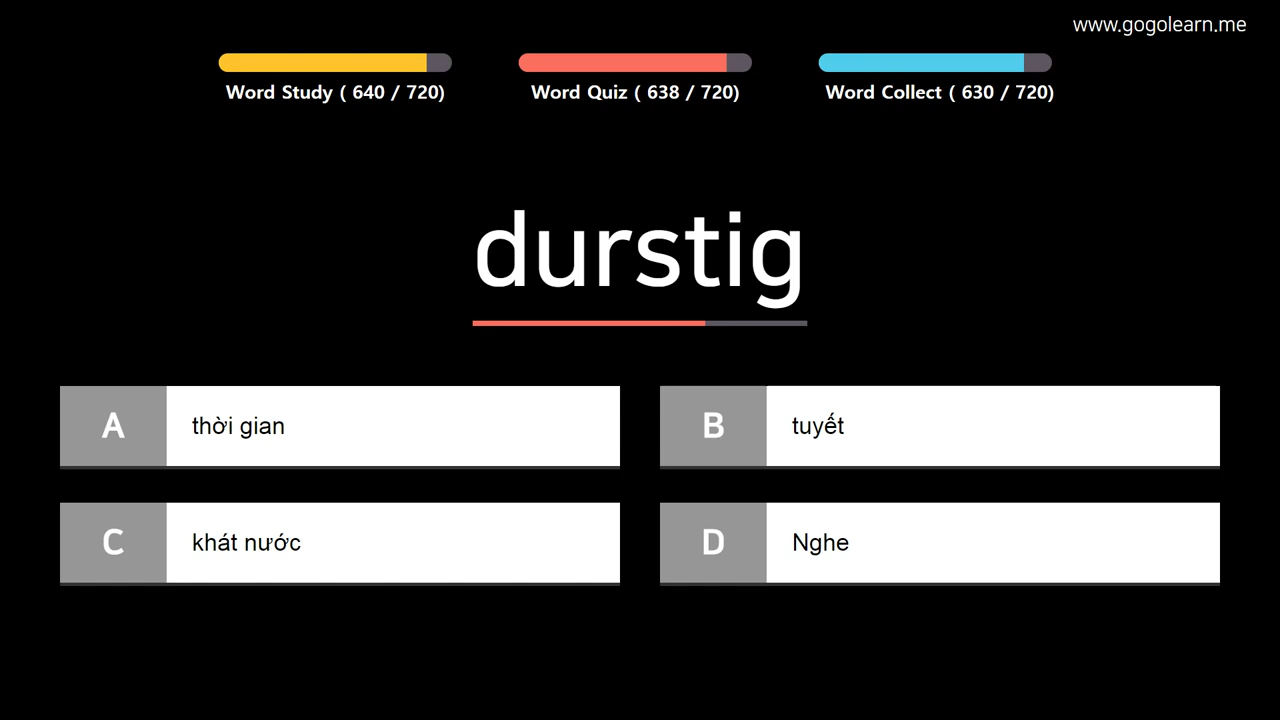 www.gogolearn.me
Word Study ( 640 / 720)
Word Quiz ( 638 / 720)
Word Collect ( 630 / 720)
durstig
A thời gian
B tuyết
C khát nước
D Nghe